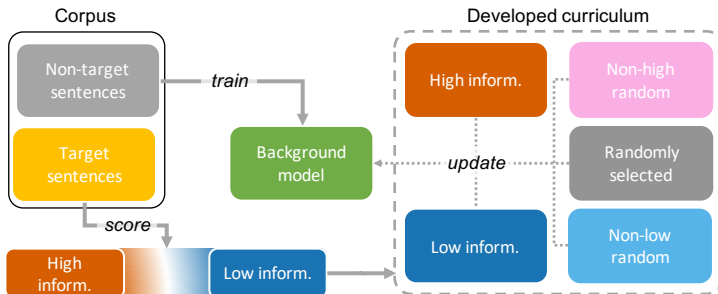 Corpus
Non-target
sentences
Target
sentences
train
score
Background
model
High
inform.
Low inform.
Developed curriculum
High inform.
Low inform.
update
Non-high
random
Randomly
selected
Non-low
random